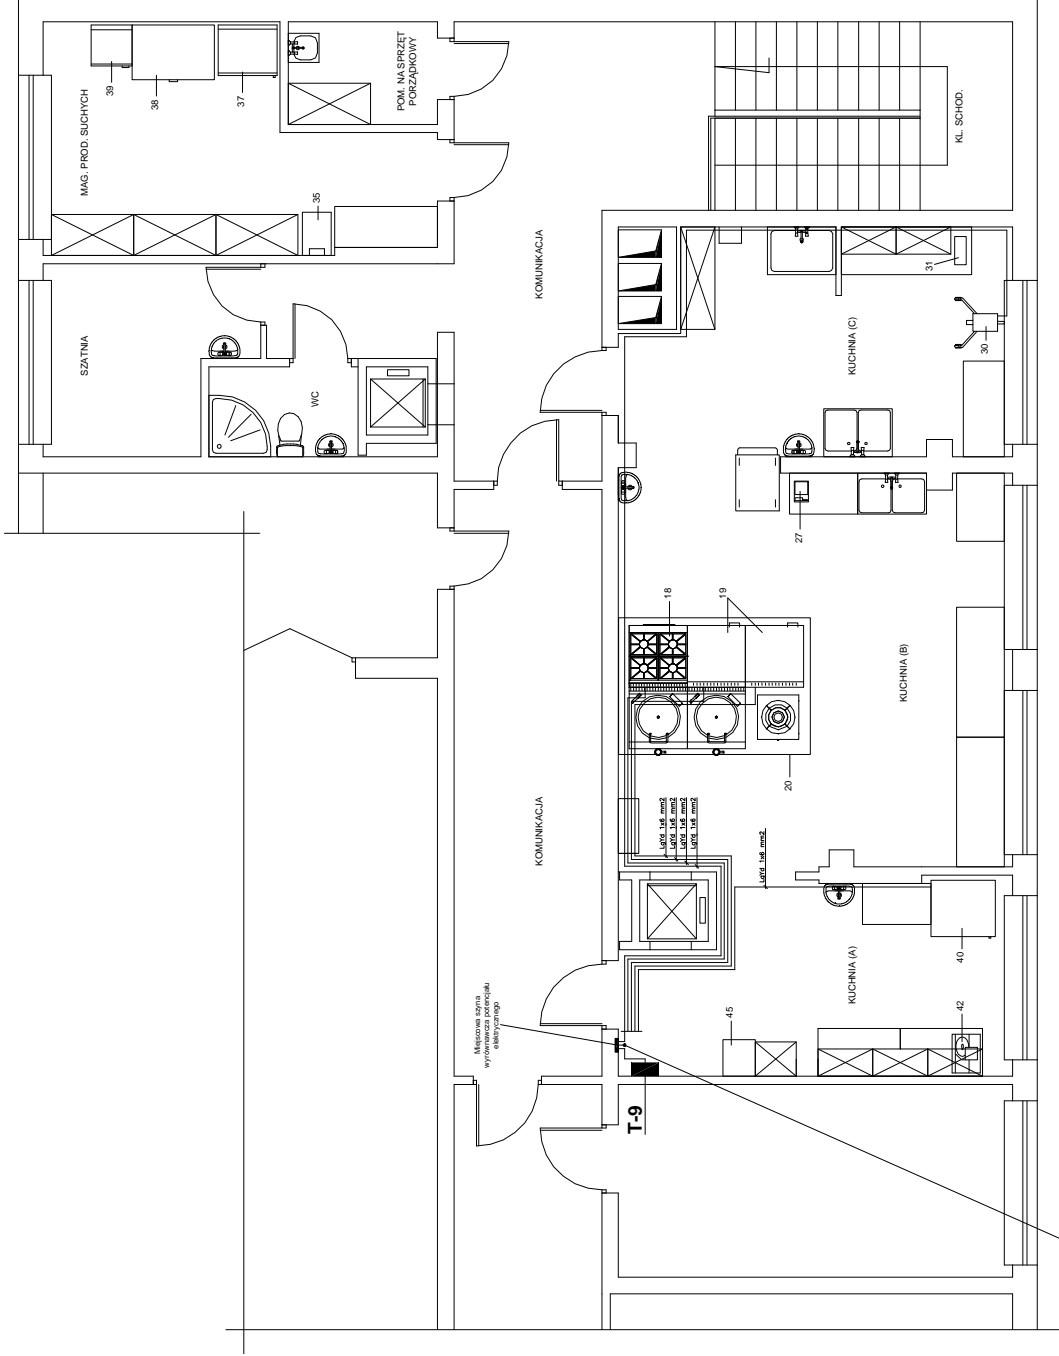 39
38
37
MAG. PROD. SUCHYCH
POM. NA SPRZĘT
PORZĄDKOWY
35
KL. SCHOD.
KOMUNIKACJA
31
SZATNIA
WC
30
KUCHNIA (C)
27
18
19
KUCHNIA (B)
20
KOMUNIKACJA
LgYd 1x6 mm2
LgYd 1x6 mm2
LgYd 1x6 mm2
LgYd 1x6 mm2
LgYd 1x6 mm2
KUCHNIA (A)
40
42
45
Miejscowa szyna
wyrównawcza potencjału
elektrycznego
T-9